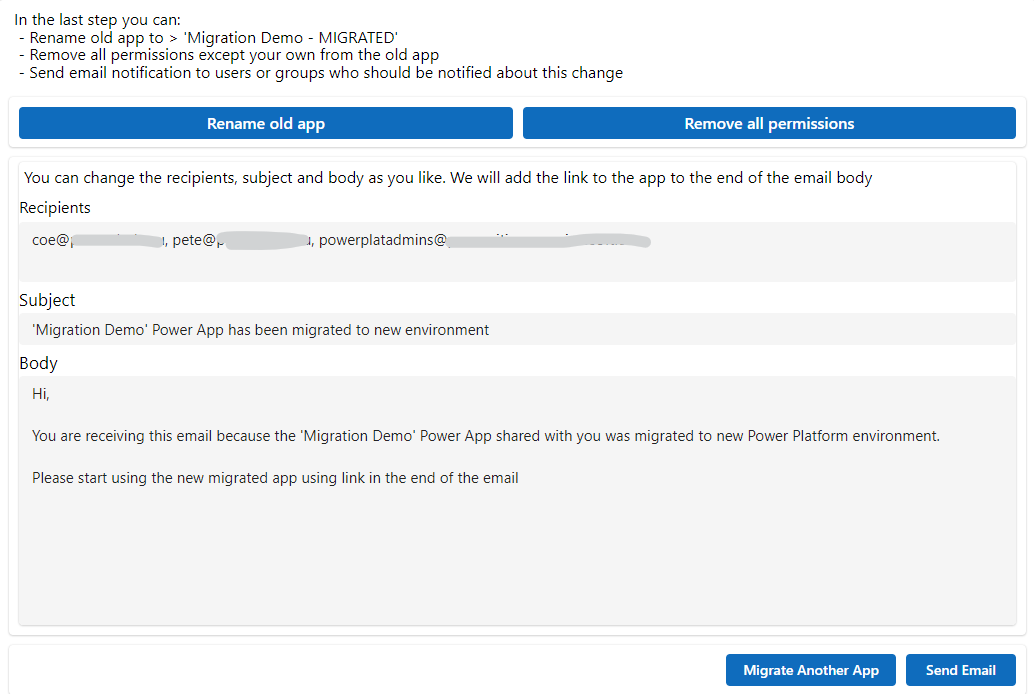 In the last step you can:
- Rename old app to > 'Migration Demo - MIGRATED'
- Remove all permissions except your own from the old app
- Send email notification to users or groups who should be notified about this change
Rename old app
Remove all permissions
You can change the recipients, subject and body as you like. We will add the link to the app to the end of the email body
Recipients
coe@ , pete@ , powerplatadmins@
Subject
'Migration Demo' Power App has been migrated to new environment
Body
Hi,
You are receiving this email because the 'Migration Demo' Power App shared with you was migrated to new Power Platform environment.
Please start using the new migrated app using link in the end of the email
Migrate Another App
Send Email